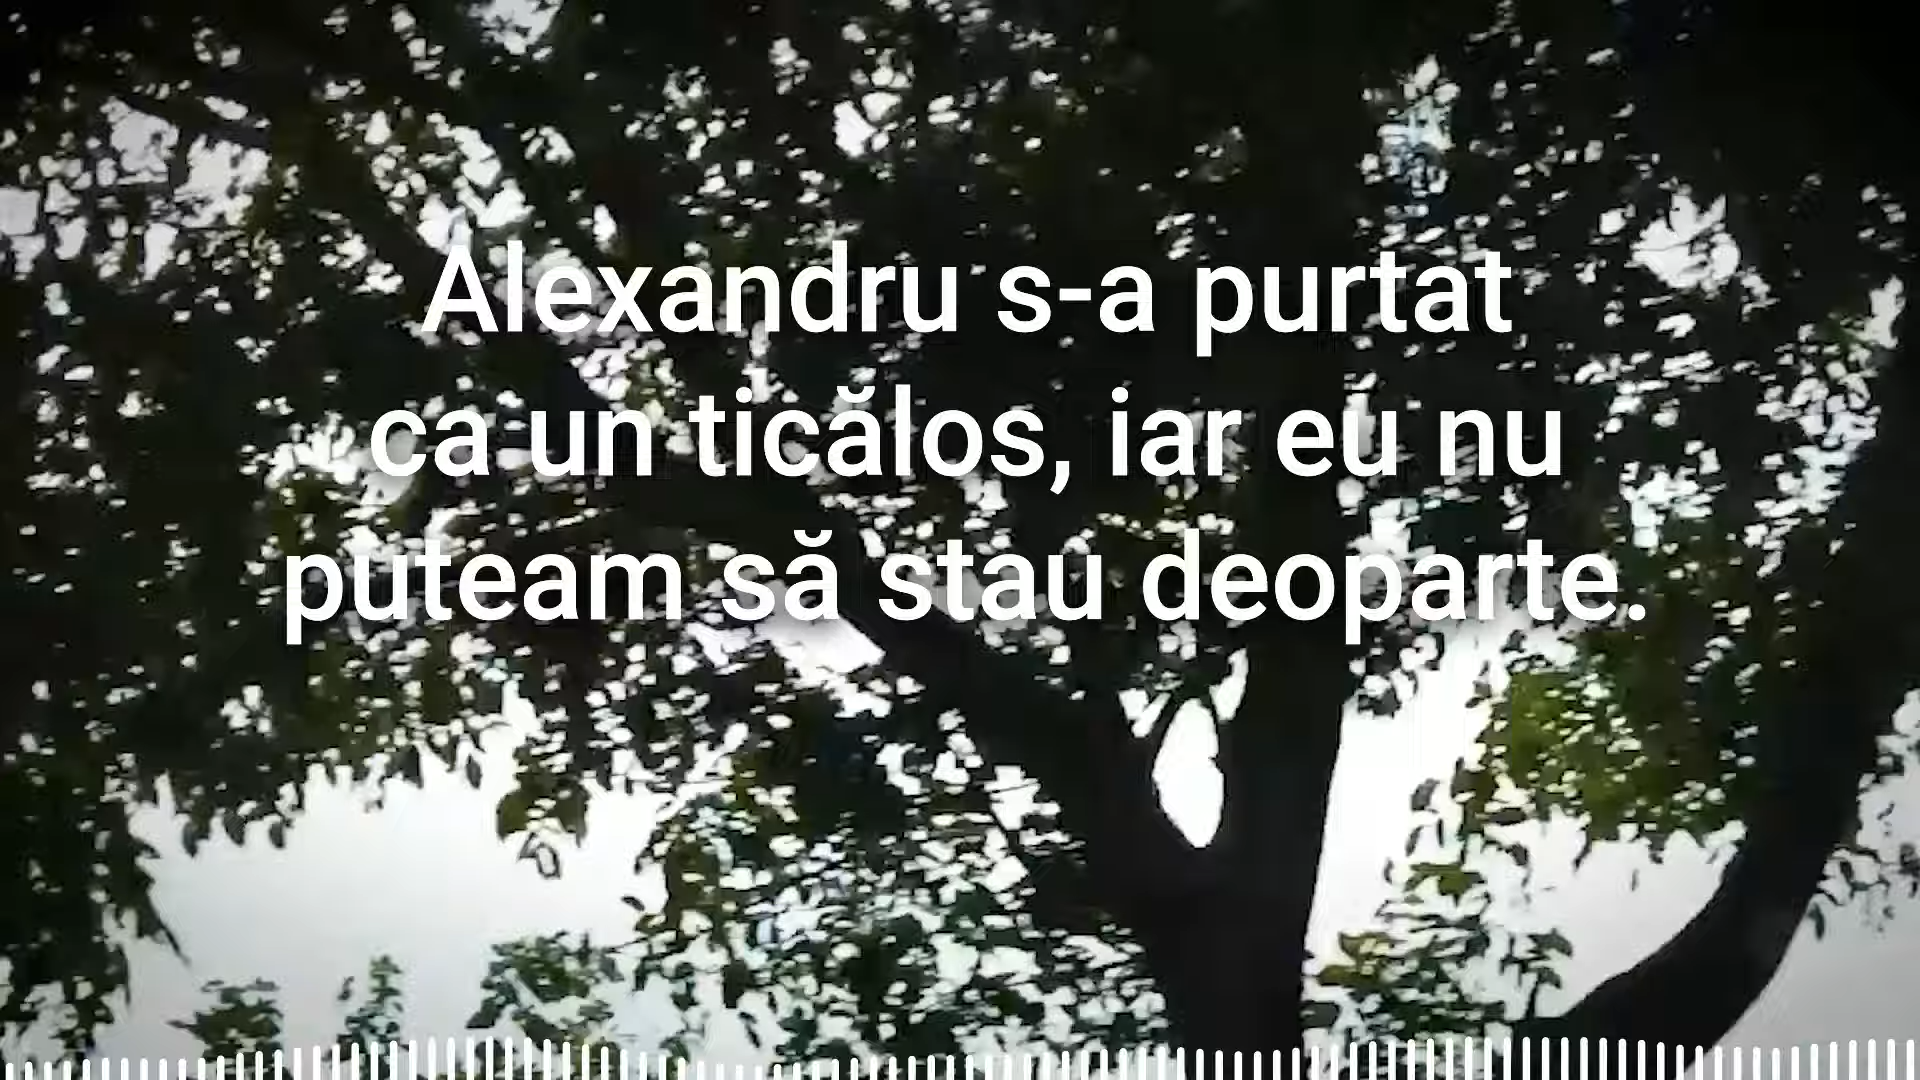 Alexandru s-a purtat
ca un ticălos, iar eu nu
puteam să stau deoparte.